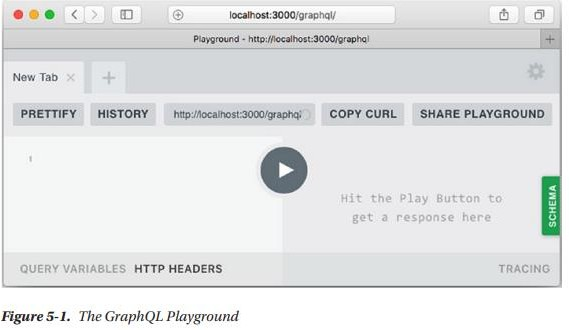 localhost:3000/graphql/
Playground - http://localhost:3000/graphql
New Tab
PRETTIFY HISTORY http://localhost:3000/graphql COPY CURL SHARE PLAYGROUND
1
Hit the Play Button to
get a response here
SCHEMA
QUERY VARIABLES HTTP HEADERS TRACING
Figure 5-1. The GraphQL Playground